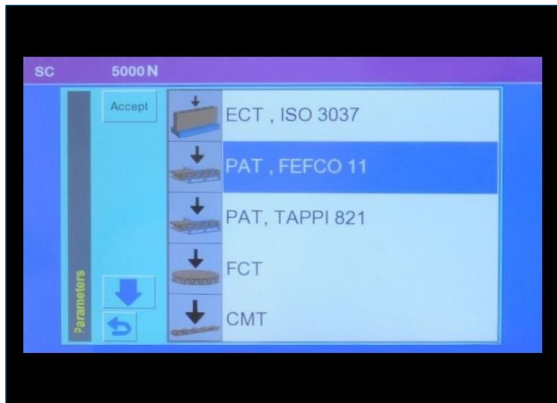 SC 5000 N
Accept
ECT , ISO 3037
PAT , FEFCO 11
PAT, TAPPI 821
FCT
CMT
Parameters